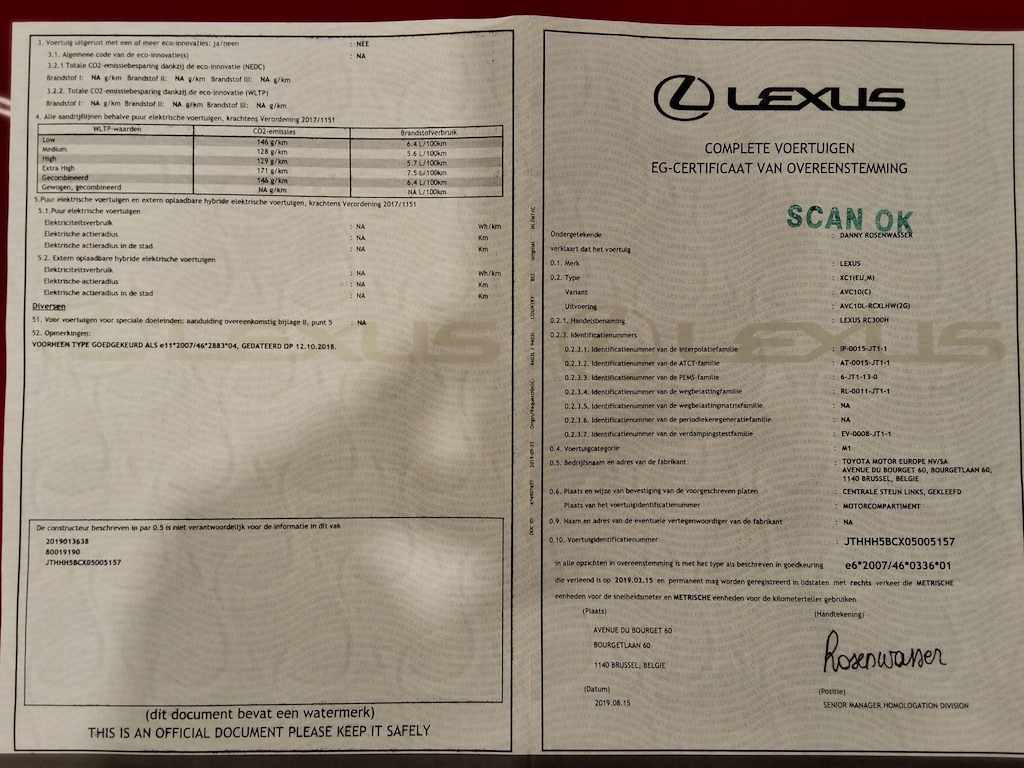 3. Voertuig uitgerust met een of meer eco-innovaties: ja/neen : NEE
3.1. Algemene code van de eco-innovatie(s) : NA
3.2.1 Totale CO2-emissiebesparing dankzij de eco-innovatie (NEDC)
Brandstof I: NA g/km Brandstof II: NA g/km Brandstof III: NA g/km
3.2.2. Totale CO2-emissiebesparing dankzij de eco-innovatie (WLTP)
Brandstof I: NA g/km Brandstof II: NA g/km Brandstof III: NA g/km
4. Alle aandrijflijnen behalve puur elektrische voertuigen, krachtens Verordening 2017/1151
WLTP-waarden CO2-emissies Brandstofverbruik
Low 146 g/km 6.4 L/100km
Medium 128 g/km 5.6 L/100km
High 129 g/km 5.7 L/100km
Extra High 171 g/km 7.5 L/100km
Gecombineerd 146 g/km 6.4 L/100km
Gewogen, gecombineerd NA g/km NA L/100km
5.Puur elektrische voertuigen en extern oplaadbare hybride elektrische voertuigen, krachtens Verordening 2017/1151
5.1.Puur elektrische voertuigen
Elektriciteitsverbruik : NA Wh/km
Elektrische actieradius : NA Km
Elektrische actieradius in de stad : NA Km
5.2. Extern oplaadbare hybride elektrische voertuigen
Elektriciteitsverbruik : NA Wh/km
Elektrische actieradius : NA Km
Elektrische actieradius in de stad : NA Km
Diversen
51. Voor voertuigen voor speciale doeleinden: aanduiding overeenkomstig bijlage II, punt 5 : NA
52. Opmerkingen:
VOORHEEN TYPE GOEDGEKEURD ALS e11*2007/46*2883*04, GEDATEERD OP 12.10.2018.
De constructeur beschreven in par 0.5 is niet verantwoordelijk voor de informatie in dit vak
2019013638
80019190
JTHHH5BCX05005157
(dit document bevat een watermerk)
THIS IS AN OFFICIAL DOCUMENT PLEASE KEEP IT SAFELY
LEXUS
COMPLETE VOERTUIGEN
EG-CERTIFICAAT VAN OVEREENSTEMMING
SCAN OK
Ondergetekende : DANNY ROSENWASSER
verklaart dat het voertuig
0.1. Merk : LEXUS
0.2. Type : XC1(EU,M)
Variant : AVC10(C)
Uitvoering : AVC10L-RCXLHW(2G)
0.2.1. Handelsbenaming : LEXUS RC300H
0.2.3. Identificatienummers
0.2.3.1. Identificatienummer van de interpolatiefamilie : IP-0015-JT1-1
0.2.3.2. Identificatienummer van de ATCT-familie : AT-0015-JT1-1
0.2.3.3. Identificatienummer van de PEMS-familie : 6-JT1-13-0
0.2.3.4. Identificatienummer van de wegbelastingfamilie : RL-0011-JT1-1
0.2.3.5. Identificatienummer van de wegbelastingmatrixfamilie : NA
0.2.3.6. Identificatienummer van de periodiekeregeneratiefamilie : NA
0.2.3.7. Identificatienummer van de verdampingstestfamilie : EV-0008-JT1-1
0.4. Voertuigcategorie : M1
0.5. Bedrijfsnaam en adres van de fabrikant : TOYOTA MOTOR EUROPE NV/SA
AVENUE DU BOURGET 60, BOURGETLAAN 60,
1140 BRUSSEL, BELGIE
0.6. Plaats en wijze van bevestiging van de voorgeschreven platen : CENTRALE STEUN LINKS, GEKLEEFD
Plaats van het voertuigidentificatienummer : MOTORCOMPARTIMENT
0.9. Naam en adres van de eventuele vertegenwoordiger van de fabrikant : NA
0.10. Voertuigidentificatienummer : JTHHH5BCX05005157
in alle opzichten in overeenstemming is met het type als beschreven in goedkeuring e6*2007/46*0336*01
die verleend is op 2019.03.15 en permanent mag worden geregistreerd in lidstaten met rechts verkeer die METRISCHE
eenheden voor de snelheidsmeter en METRISCHE eenheden voor de kilometerteller gebruiken.
(Plaats) (Handtekening)
AVENUE DU BOURGET 60
BOURGETLAAN 60
1140 BRUSSEL, BELGIE
Rosenwasser
(Datum) (Positie)
2019.08.15 SENIOR MANAGER HOMOLOGATION DIVISION